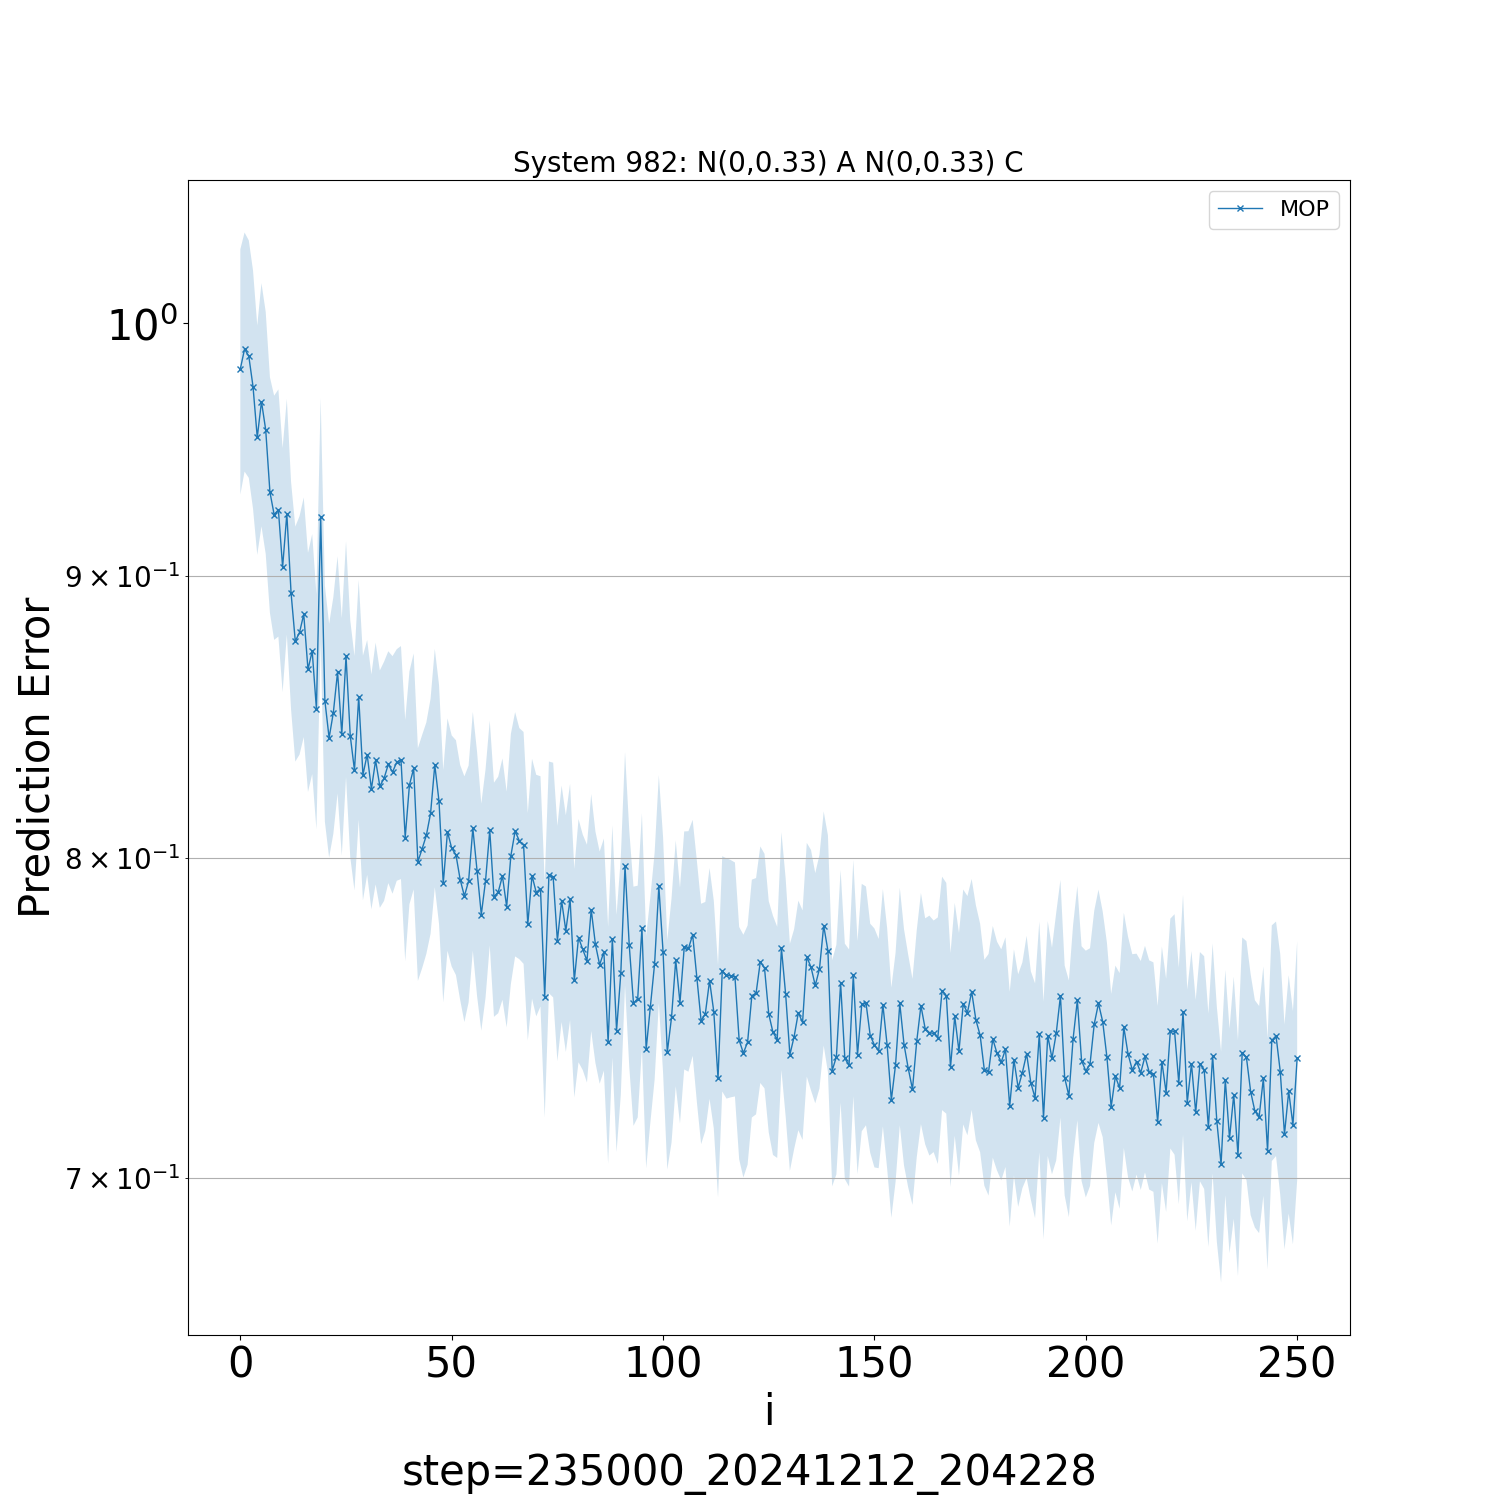 System 982: N(0,0.33) A N(0,0.33) C
MOP
10⁰
9 × 10⁻¹
8 × 10⁻¹
7 × 10⁻¹
Prediction Error
0 50 100 150 200 250
i
step=235000_20241212_204228